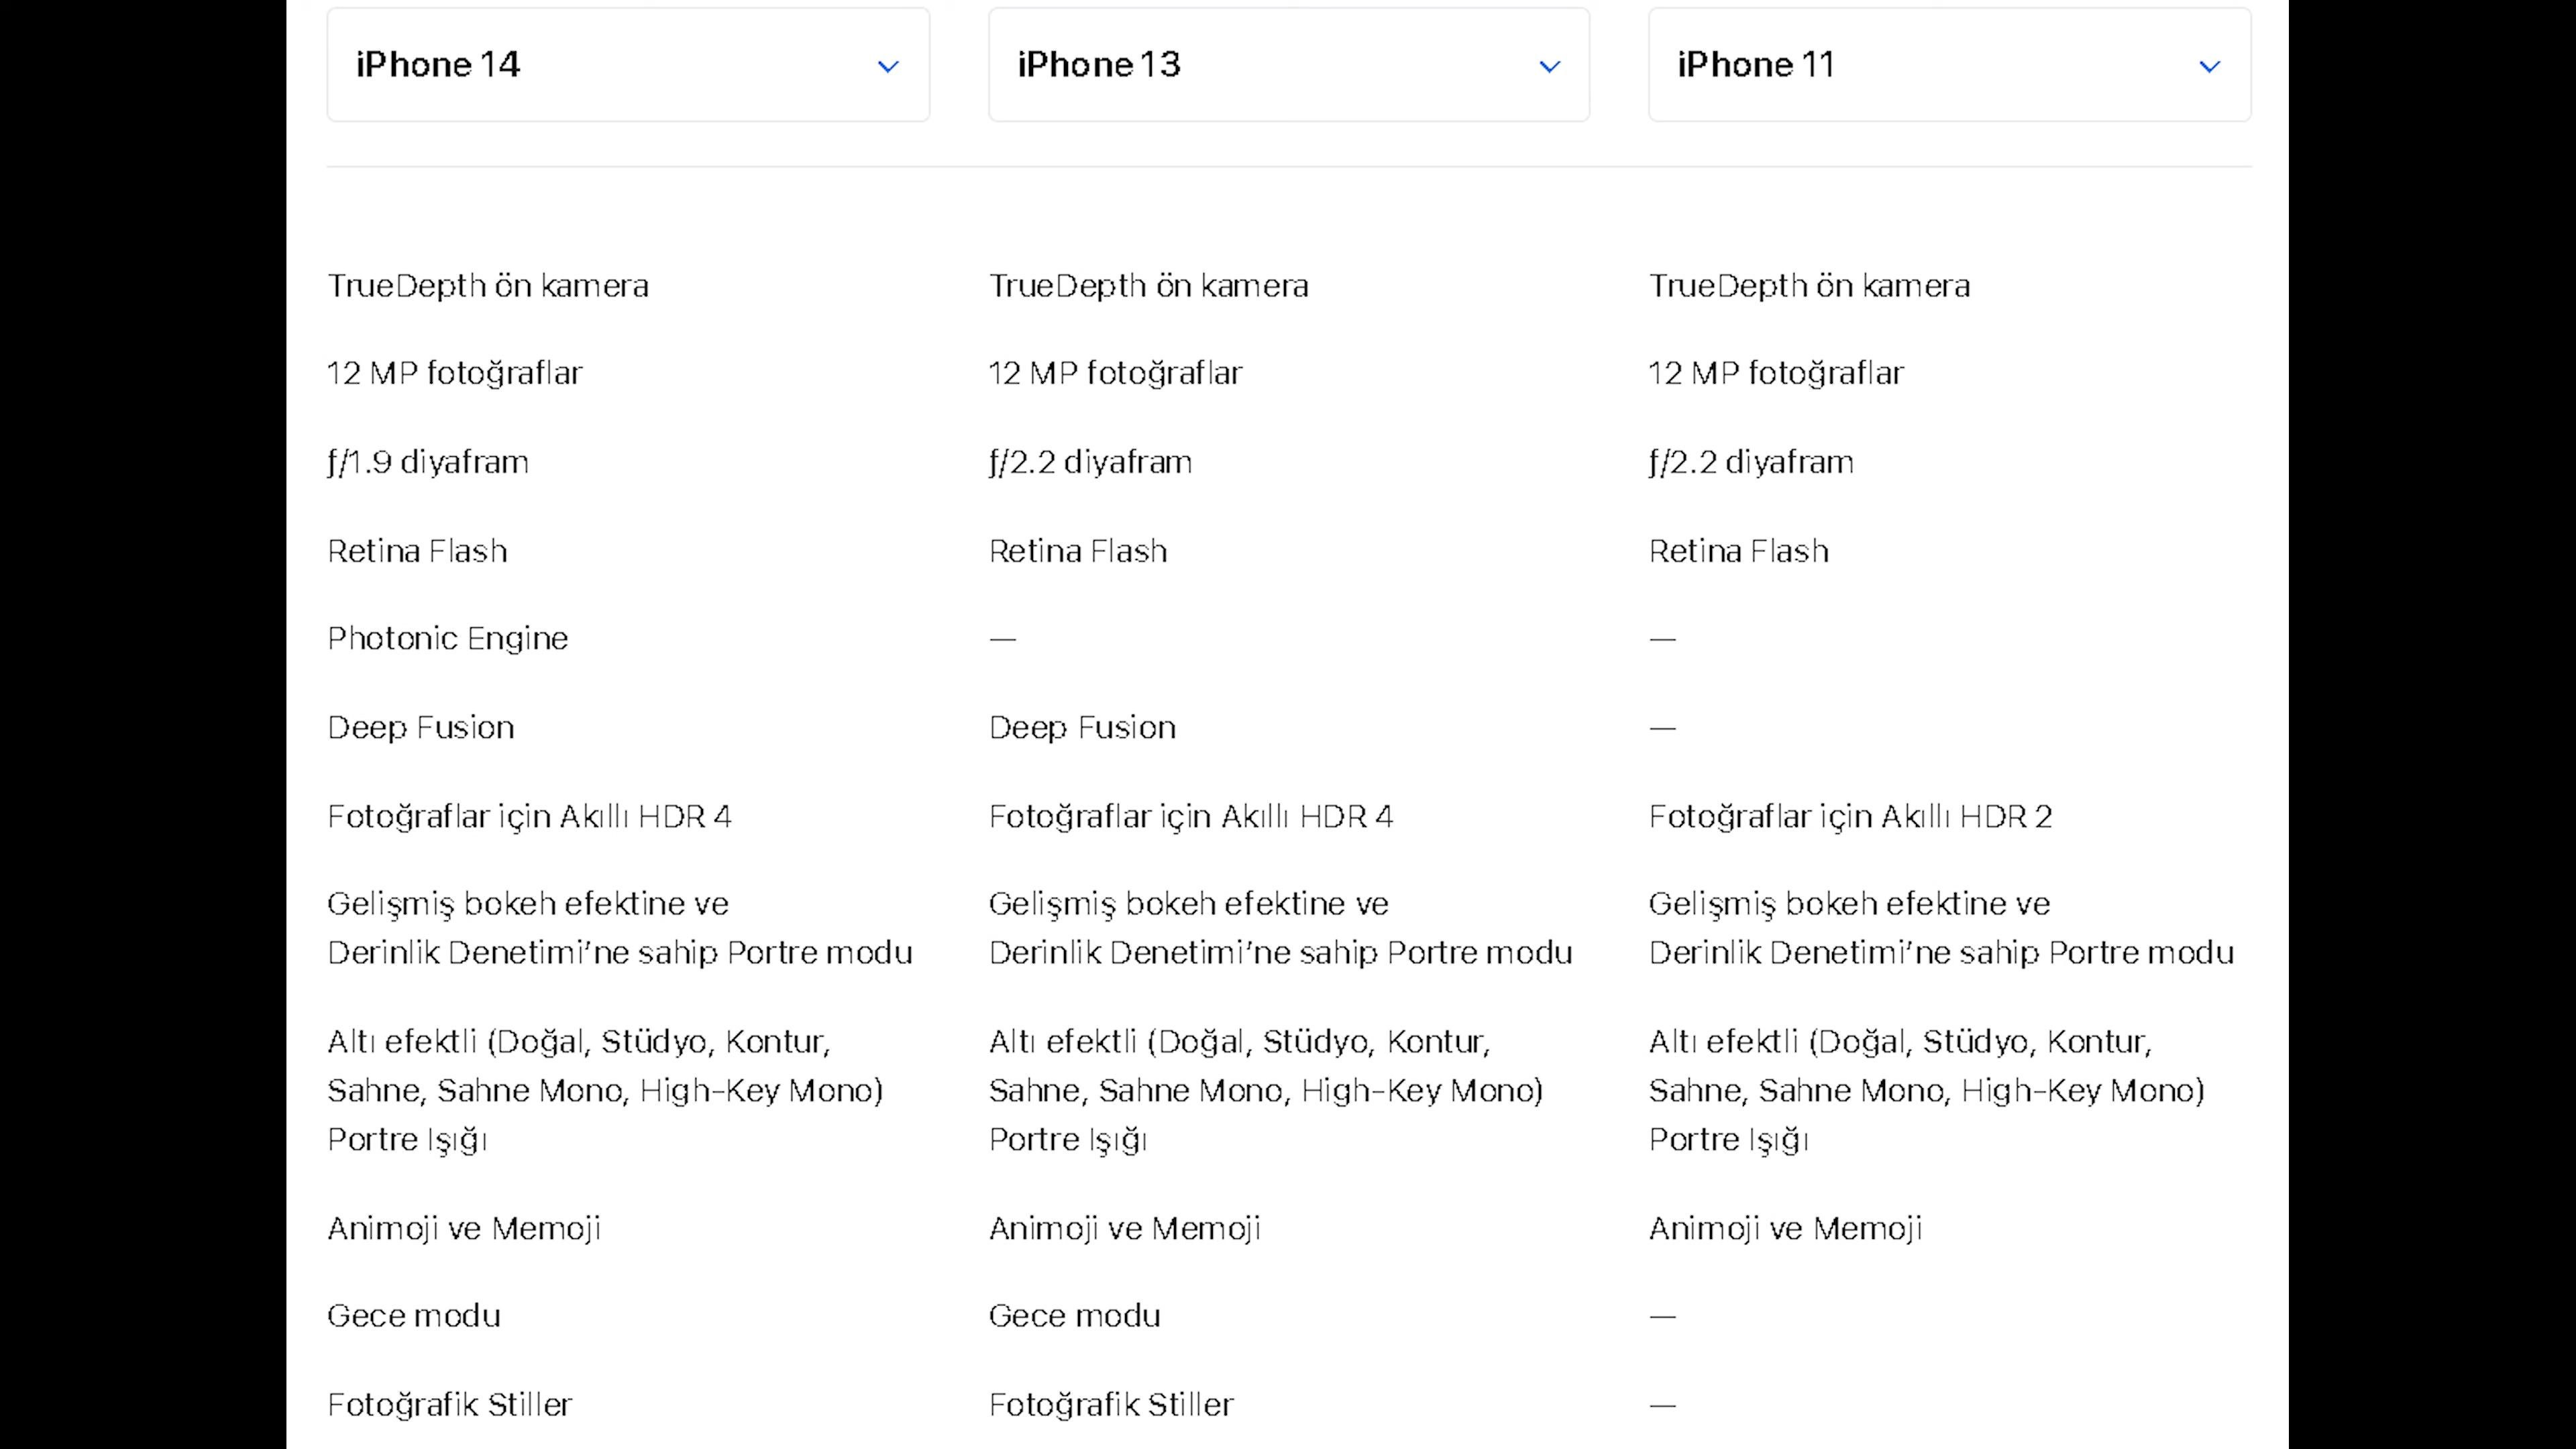 iPhone 14
iPhone 13
iPhone 11
TrueDepth ön kamera
TrueDepth ön kamera
TrueDepth ön kamera
12 MP fotoğraflar
12 MP fotoğraflar
12 MP fotoğraflar
ƒ/1.9 diyafram
ƒ/2.2 diyafram
ƒ/2.2 diyafram
Retina Flash
Retina Flash
Retina Flash
Photonic Engine
—
—
Deep Fusion
Deep Fusion
—
Fotoğraflar için Akıllı HDR 4
Fotoğraflar için Akıllı HDR 4
Fotoğraflar için Akıllı HDR 2
Gelişmiş bokeh efektine ve
Derinlik Denetimi’ne sahip Portre modu
Gelişmiş bokeh efektine ve
Derinlik Denetimi’ne sahip Portre modu
Gelişmiş bokeh efektine ve
Derinlik Denetimi’ne sahip Portre modu
Altı efektli (Doğal, Stüdyo, Kontur,
Sahne, Sahne Mono, High-Key Mono)
Portre Işığı
Altı efektli (Doğal, Stüdyo, Kontur,
Sahne, Sahne Mono, High-Key Mono)
Portre Işığı
Altı efektli (Doğal, Stüdyo, Kontur,
Sahne, Sahne Mono, High-Key Mono)
Portre Işığı
Animoji ve Memoji
Animoji ve Memoji
Animoji ve Memoji
Gece modu
Gece modu
—
Fotoğrafik Stiller
Fotoğrafik Stiller
—